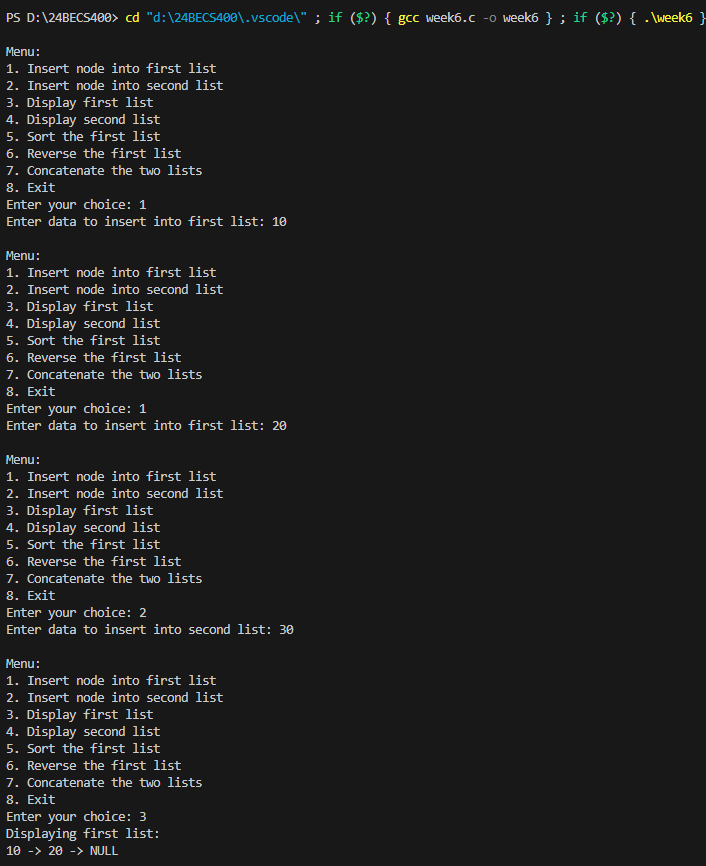 PS D:\24BECS400> cd "d:\24BECS400\.vscode\" ; if ($?) { gcc week6.c -o week6 } ; if ($?) { .\week6 }
Menu:
1. Insert node into first list
2. Insert node into second list
3. Display first list
4. Display second list
5. Sort the first list
6. Reverse the first list
7. Concatenate the two lists
8. Exit
Enter your choice: 1
Enter data to insert into first list: 10
Menu:
1. Insert node into first list
2. Insert node into second list
3. Display first list
4. Display second list
5. Sort the first list
6. Reverse the first list
7. Concatenate the two lists
8. Exit
Enter your choice: 1
Enter data to insert into first list: 20
Menu:
1. Insert node into first list
2. Insert node into second list
3. Display first list
4. Display second list
5. Sort the first list
6. Reverse the first list
7. Concatenate the two lists
8. Exit
Enter your choice: 2
Enter data to insert into second list: 30
Menu:
1. Insert node into first list
2. Insert node into second list
3. Display first list
4. Display second list
5. Sort the first list
6. Reverse the first list
7. Concatenate the two lists
8. Exit
Enter your choice: 3
Displaying first list:
10 -> 20 -> NULL